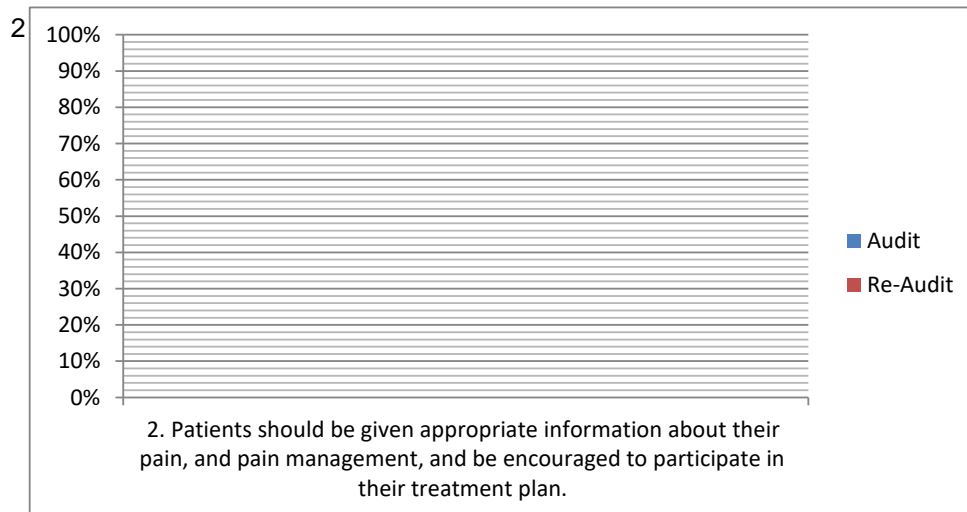 2
100%
90%
80%
70%
60%
50%
40%
30%
20%
10%
0%
Audit
Re-Audit
2. Patients should be given appropriate information about their
pain, and pain management, and be encouraged to participate in
their treatment plan.